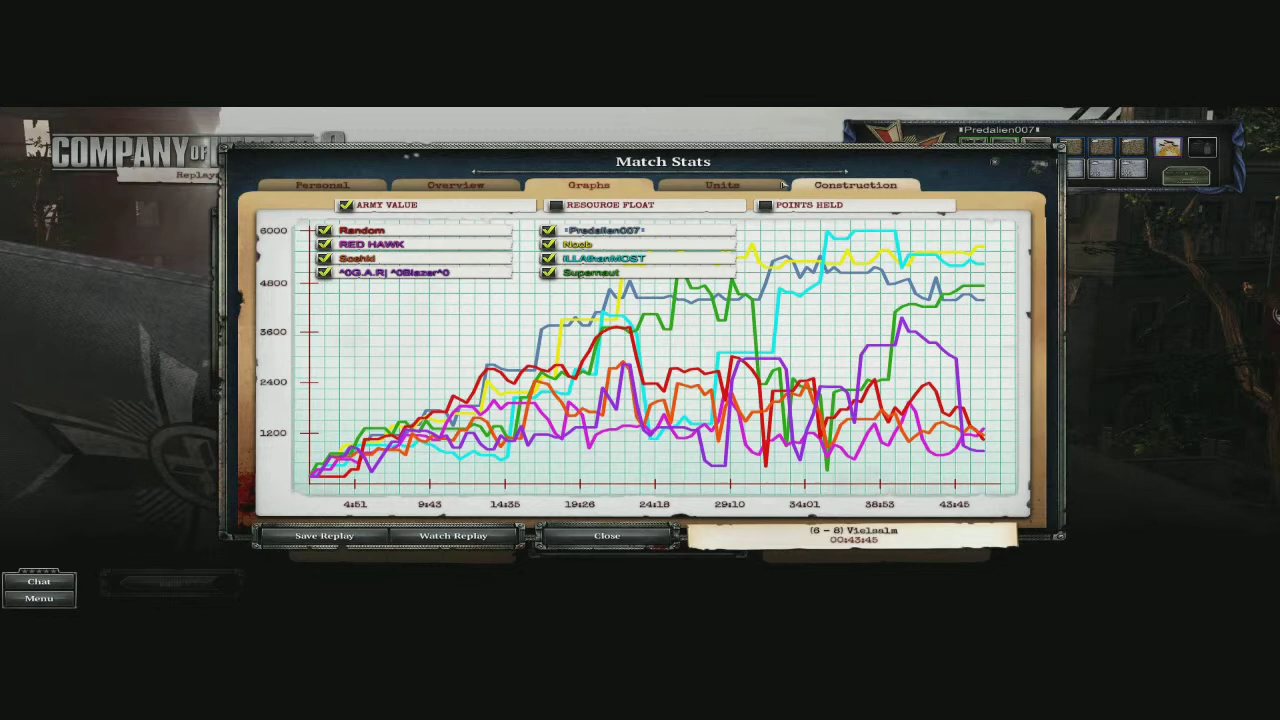 COMPANY OF
Replays
▪Predalien007▪
Match Stats
Personal
Overview
Graphs
Units
Construction
ARMY VALUE
RESOURCE FLOAT
POINTS HELD
6000
4800
3600
2400
1200
Random
RED HAWK
Soshki
^0G.A.R| ^0Blazer^0
▪Predalien007▪
Noob
ILLAthanMOST
Supernaut
4:51
9:43
14:35
19:26
24:18
29:10
34:01
38:53
43:45
Save Replay
Watch Replay
Close
(6 - 8) Vielsalm
00:43:45
Chat
Menu